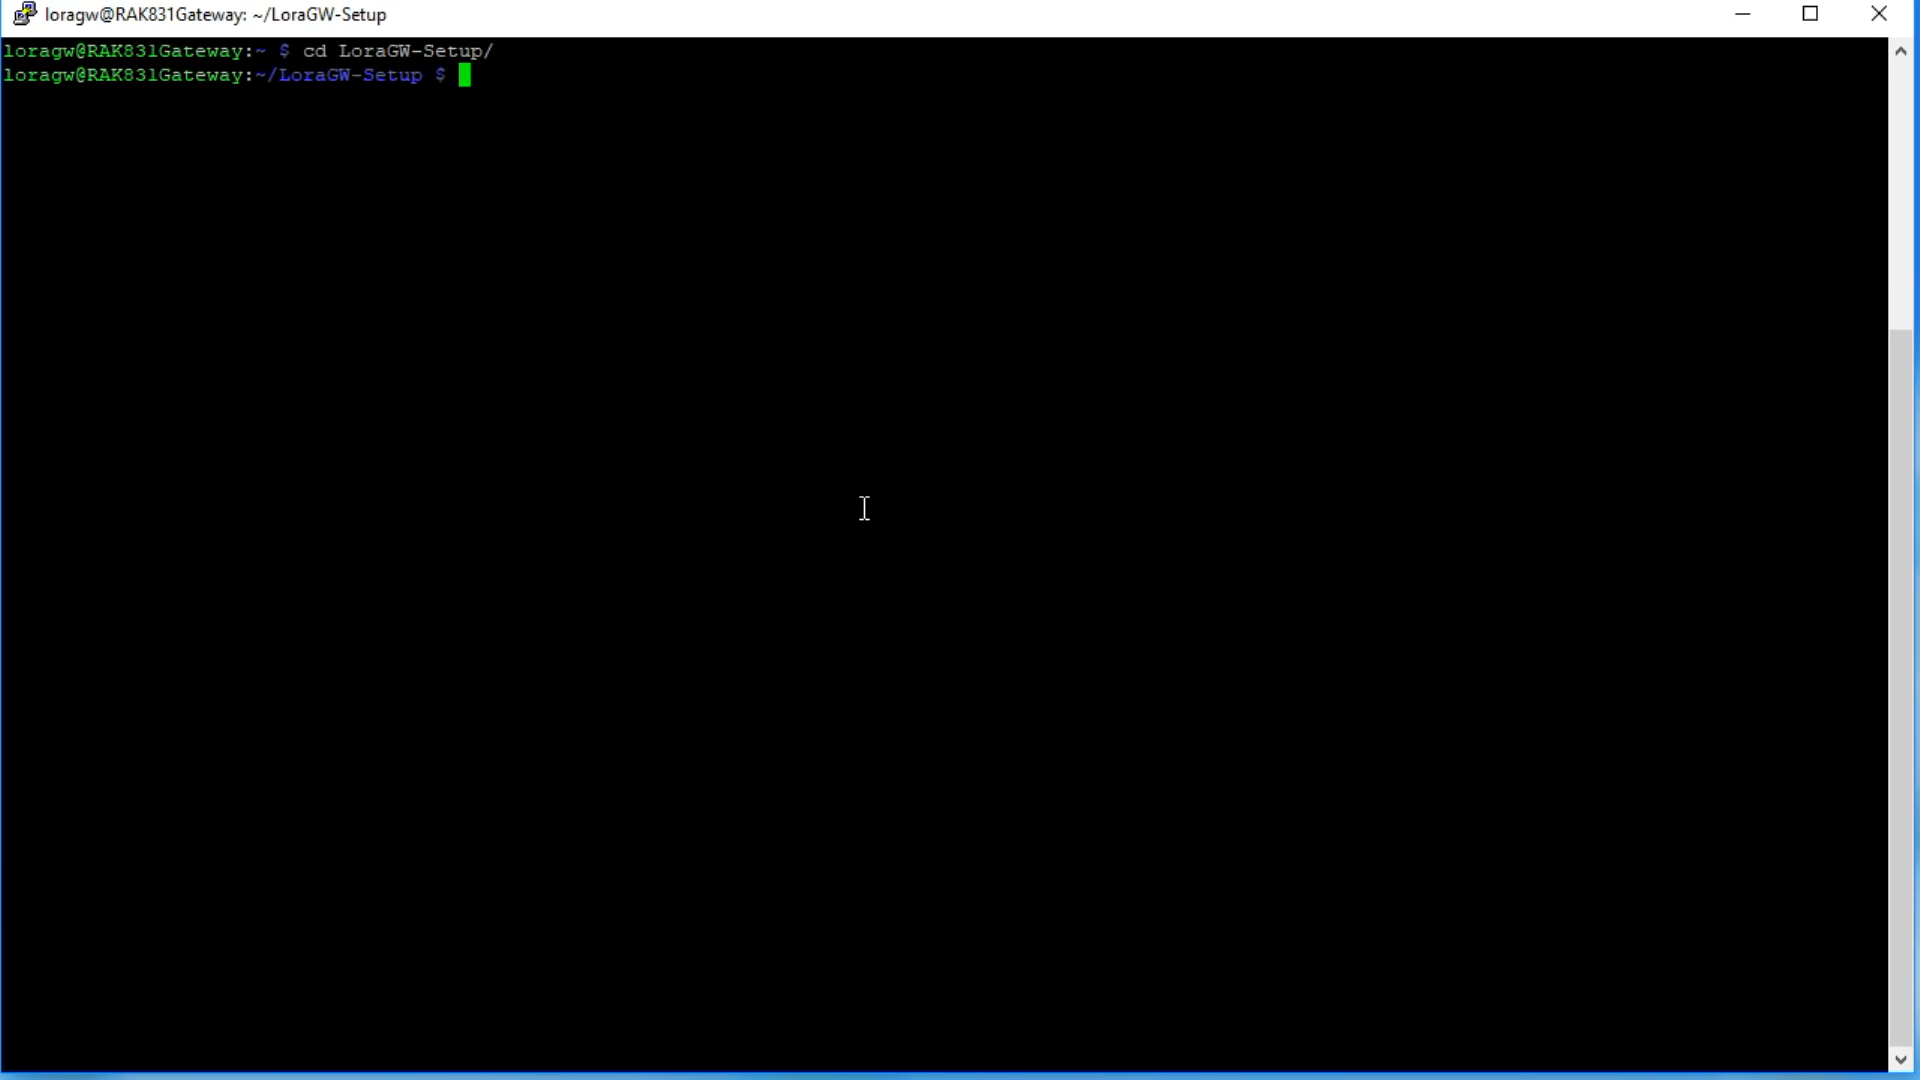 loragw@RAK831Gateway: ~/LoraGW-Setup
loragw@RAK831Gateway:~ $ cd LoraGW-Setup/
loragw@RAK831Gateway:~/LoraGW-Setup $